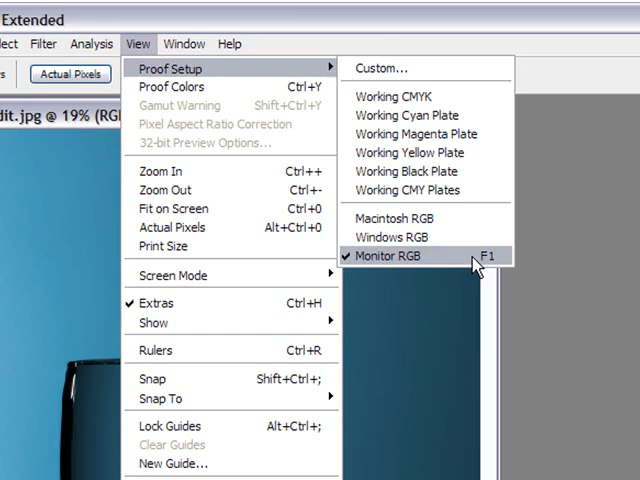 Extended
Filter Analysis View Window Help
Actual Pixels
dit.jpg @ 19%
Proof Setup
Proof Colors Ctrl+Y
Gamut Warning Shift+Ctrl+Y
Pixel Aspect Ratio Correction
32-bit Preview Options...
Zoom In Ctrl++
Zoom Out Ctrl+-
Fit on Screen Ctrl+0
Actual Pixels Alt+Ctrl+0
Print Size
Screen Mode
Extras Ctrl+H
Show
Rulers Ctrl+R
Snap Shift+Ctrl+;
Snap To
Lock Guides Alt+Ctrl+;
Clear Guides
New Guide...
Custom...
Working CMYK
Working Cyan Plate
Working Magenta Plate
Working Yellow Plate
Working Black Plate
Working CMY Plates
Macintosh RGB
Windows RGB
Monitor RGB F1